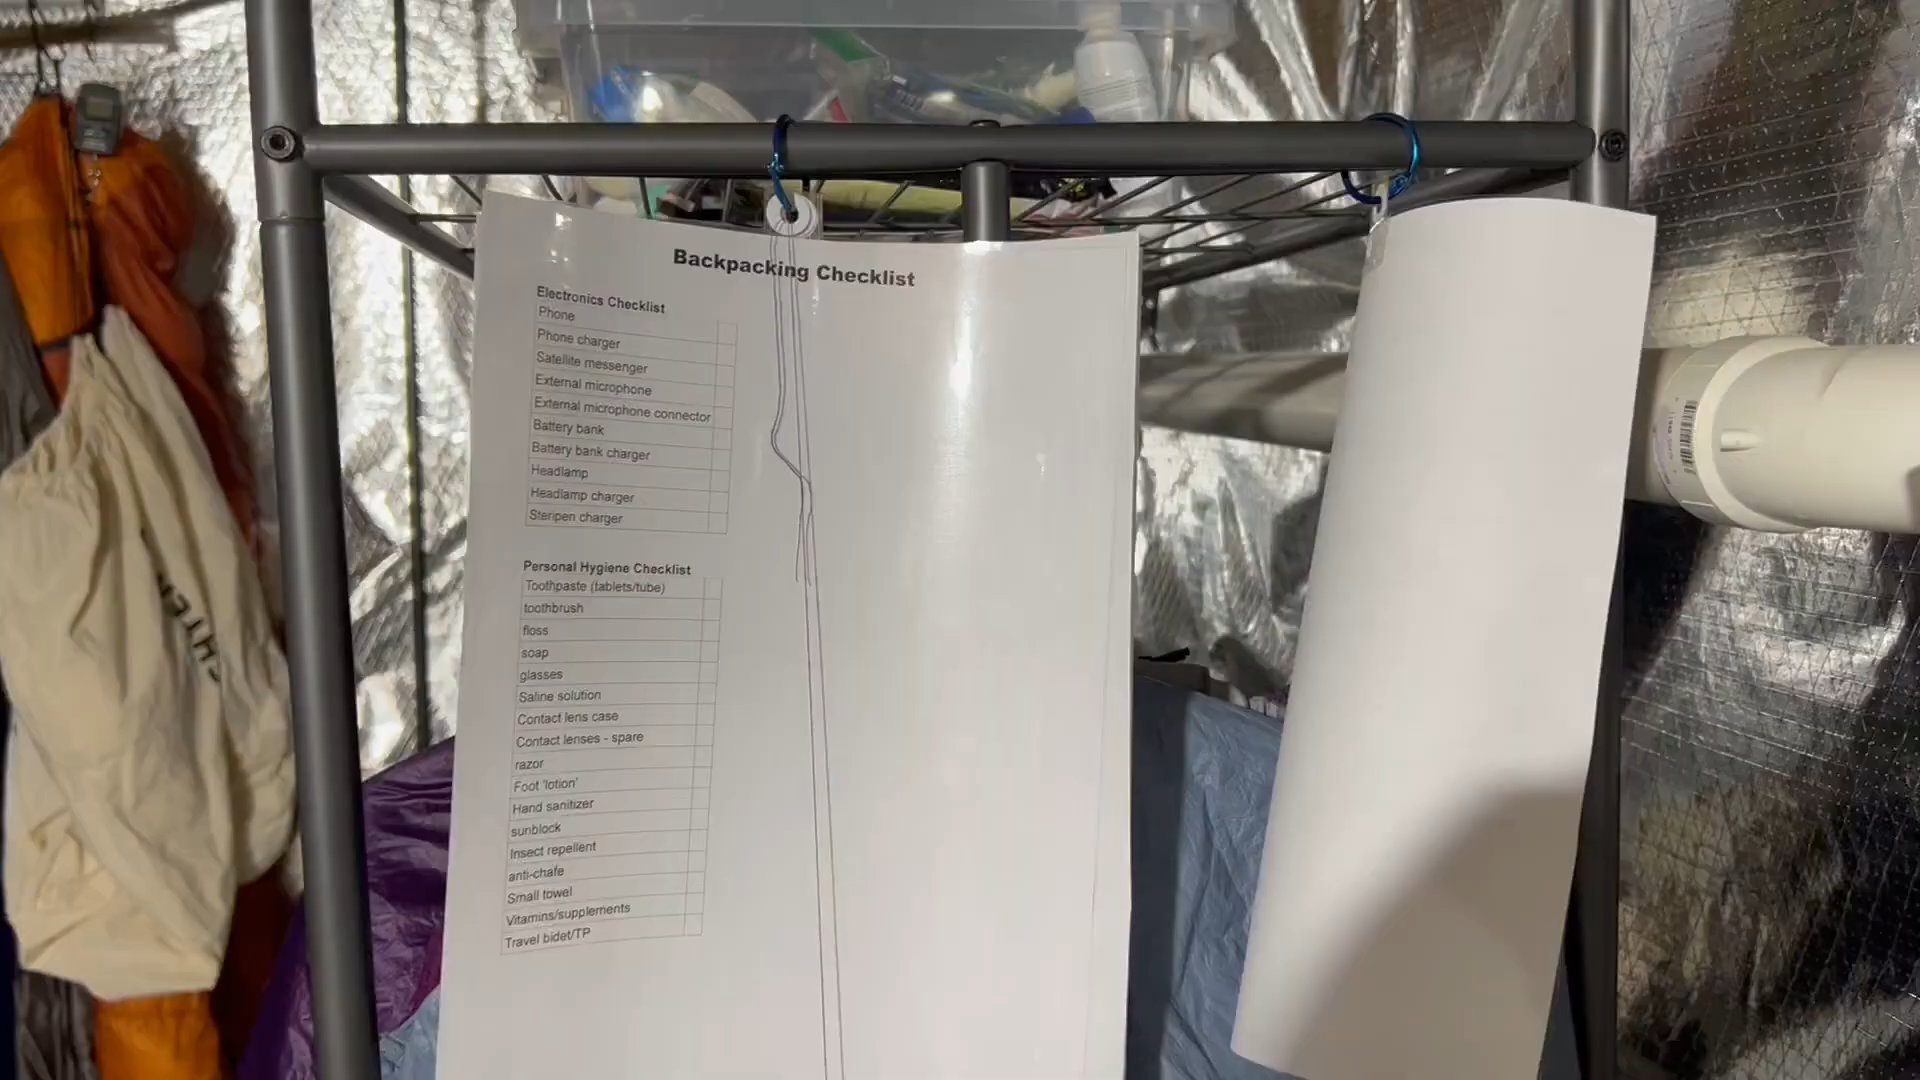 Backpacking Checklist
Electronics Checklist
Phone
Phone charger
Satellite messenger
External microphone
External microphone connector
Battery bank
Battery bank charger
Headlamp
Headlamp charger
Steripen charger
Personal Hygiene Checklist
Toothpaste (tablets/tube)
toothbrush
floss
soap
glasses
Saline solution
Contact lens case
Contact lenses - spare
razor
Foot 'lotion'
Hand sanitizer
sunblock
Insect repellent
anti-chafe
Small towel
Vitamins/supplements
Travel bidet/TP